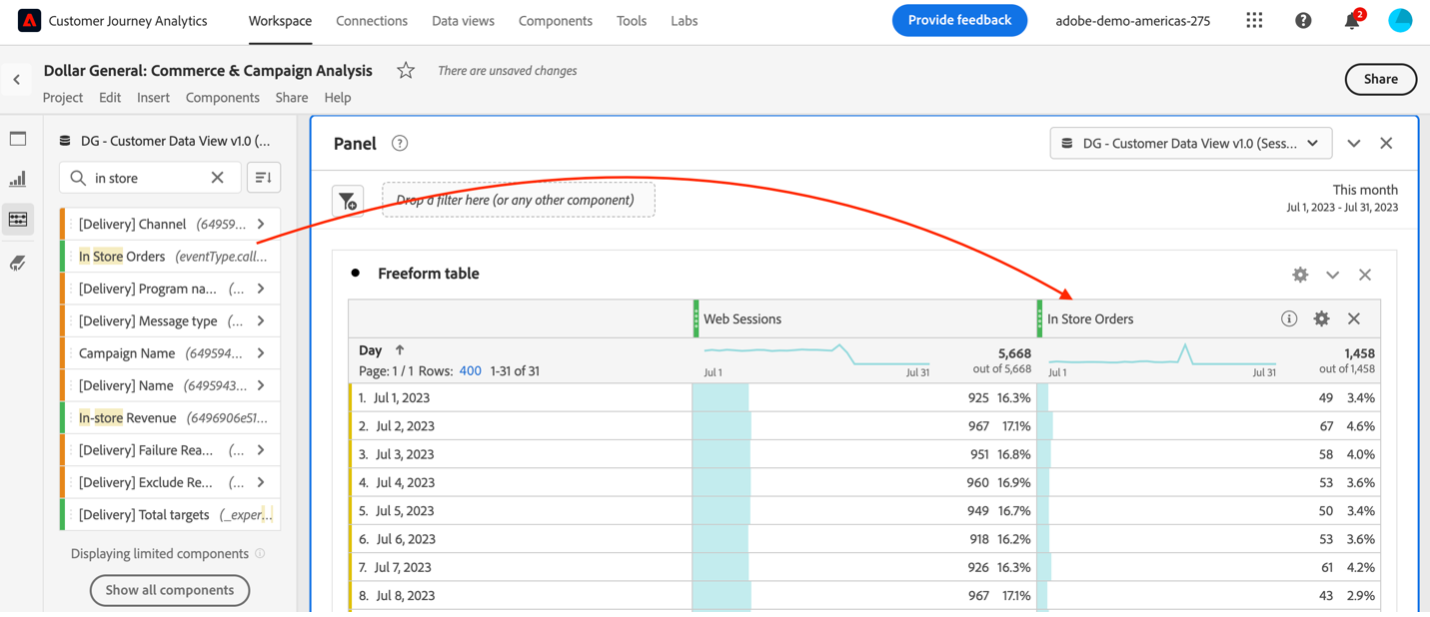 Customer Journey Analytics Workspace Connections Data views Components Tools Labs Provide feedback adobe-demo-americas-275 2
Dollar General: Commerce & Campaign Analysis There are unsaved changes
Share
Project Edit Insert Components Share Help
DG - Customer Data View v1.0 (...
in store
[Delivery] Channel (64959...
In Store Orders (eventType.call...
[Delivery] Program na... (...
[Delivery] Message type (...
Campaign Name (649594...
[Delivery] Name (6495943...
In-store Revenue (6496906e51...
[Delivery] Failure Rea... (...
[Delivery] Exclude Re... (...
[Delivery] Total targets (_exper...
Displaying limited components
Show all components
Panel DG - Customer Data View v1.0 (Sess...
Drop a filter here (or any other component)
This month
Jul 1, 2023 - Jul 31, 2023
Freeform table
Web Sessions In Store Orders
Day ↑ 5,668 1,458
Page: 1 / 1 Rows: 400 1-31 of 31 Jul 1 Jul 31 out of 5,668 Jul 1 Jul 31 out of 1,458
1. Jul 1, 2023 925 16.3% 49 3.4%
2. Jul 2, 2023 967 17.1% 67 4.6%
3. Jul 3, 2023 951 16.8% 58 4.0%
4. Jul 4, 2023 960 16.9% 53 3.6%
5. Jul 5, 2023 949 16.7% 50 3.4%
6. Jul 6, 2023 918 16.2% 53 3.6%
7. Jul 7, 2023 926 16.3% 61 4.2%
8. Jul 8, 2023 967 17.1% 43 2.9%